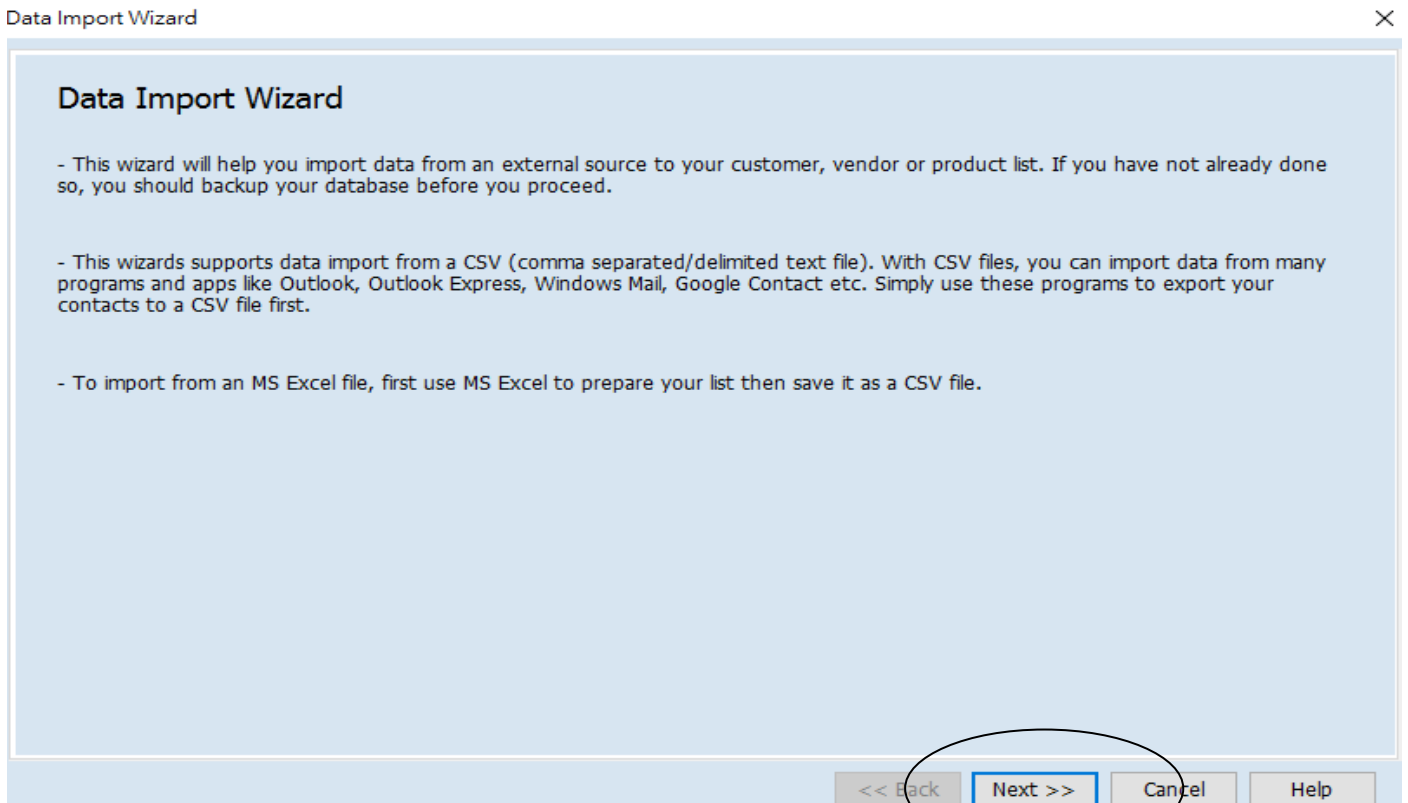 Data Import Wizard
Data Import Wizard
- This wizard will help you import data from an external source to your customer, vendor or product list. If you have not already done
so, you should backup your database before you proceed.
- This wizards supports data import from a CSV (comma separated/delimited text file). With CSV files, you can import data from many
programs and apps like Outlook, Outlook Express, Windows Mail, Google Contact etc. Simply use these programs to export your
contacts to a CSV file first.
- To import from an MS Excel file, first use MS Excel to prepare your list then save it as a CSV file.
<< Back Next >> Cancel Help